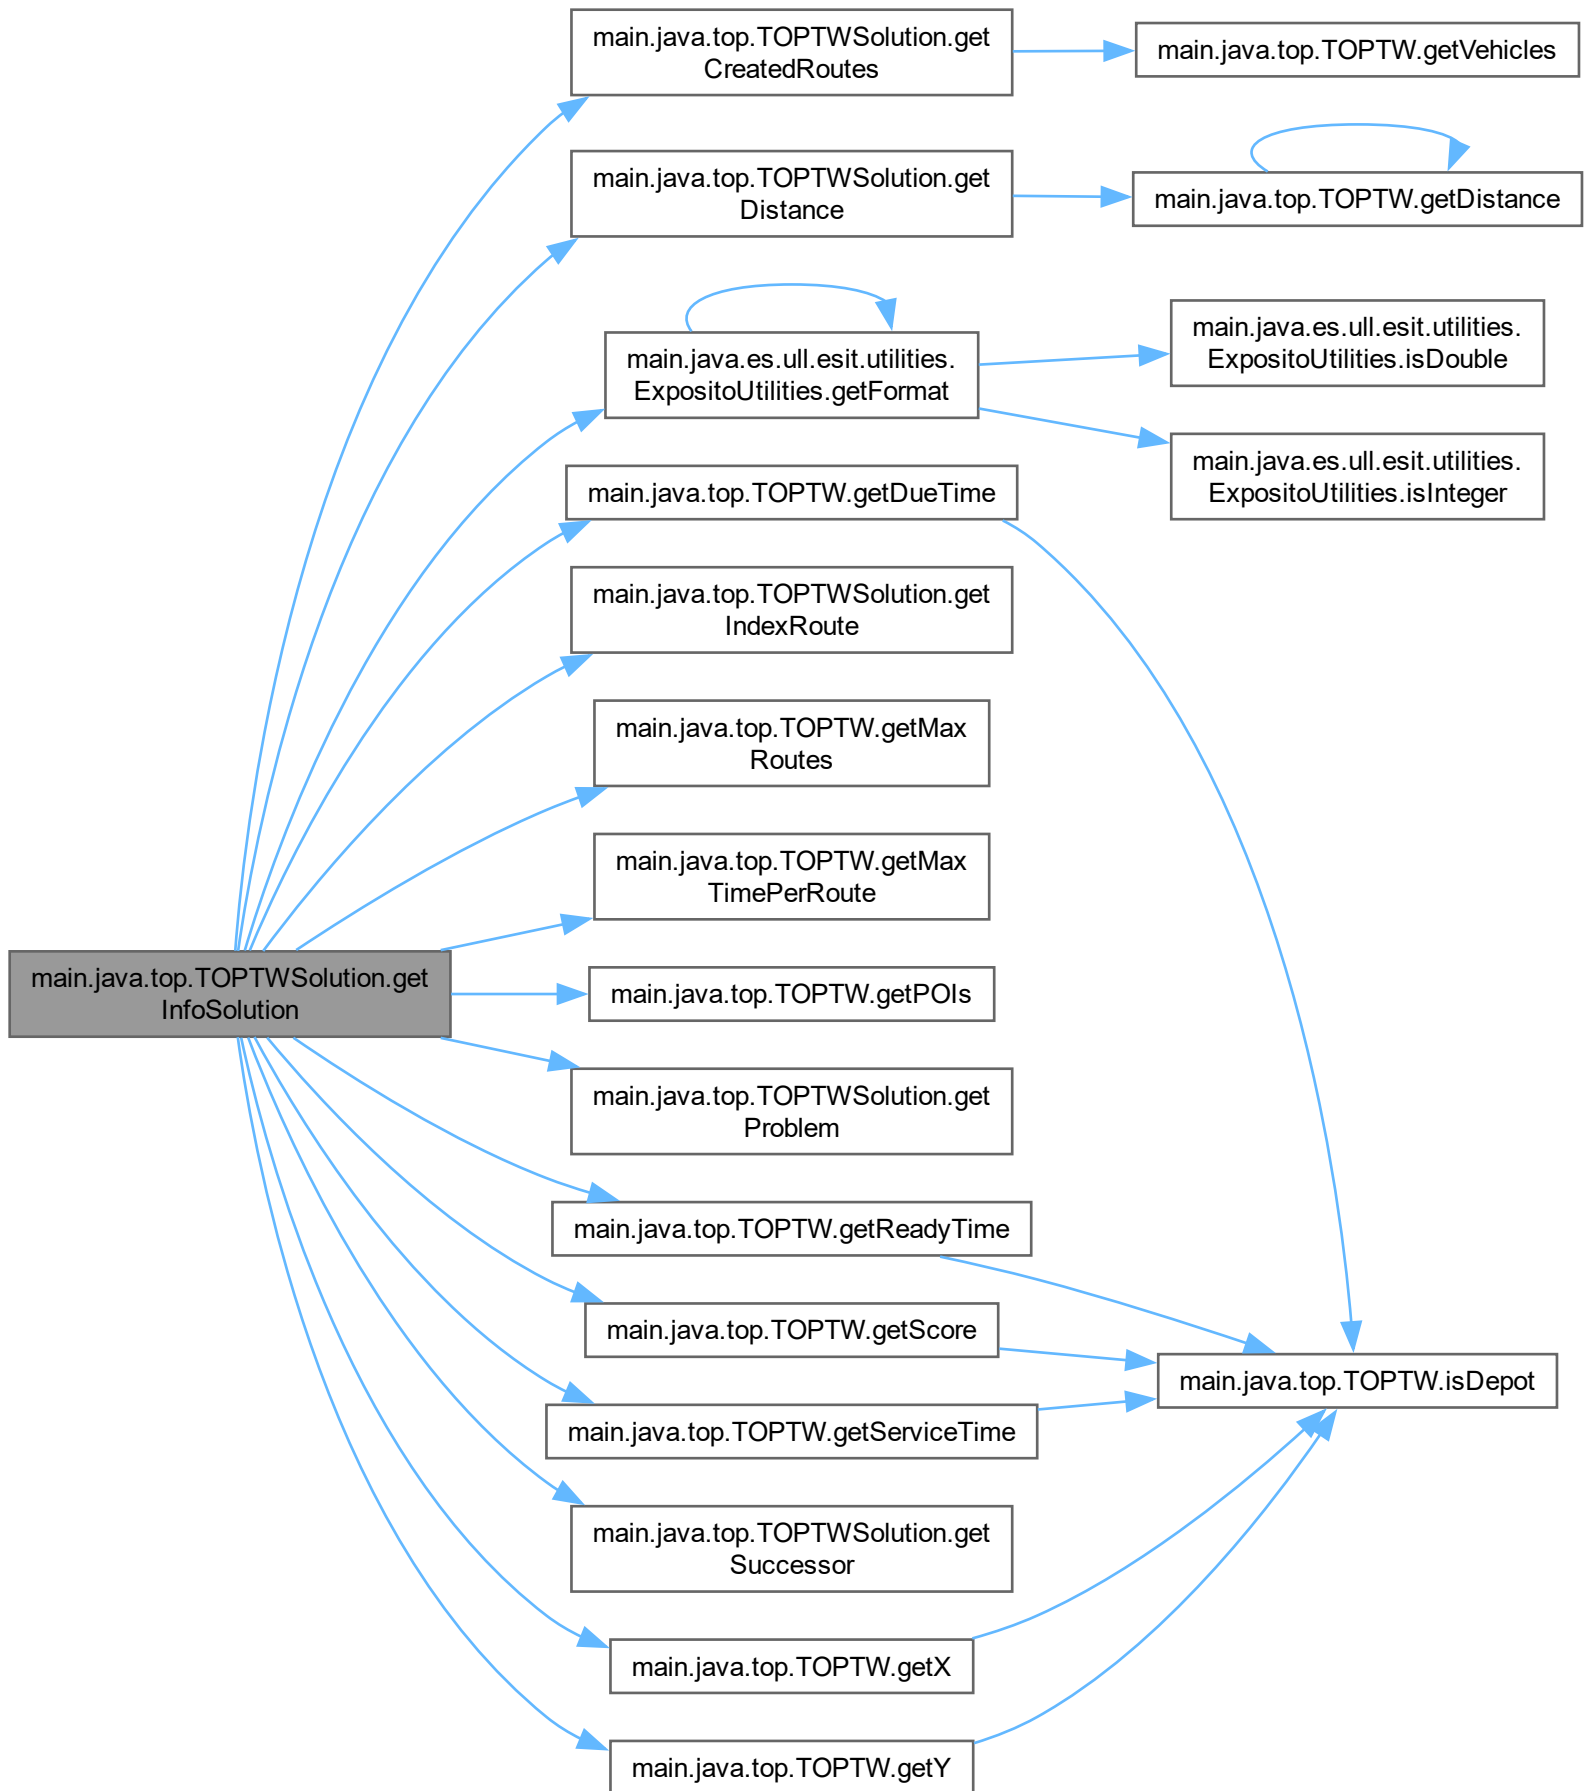 main.java.top.TOPTWSolution.get
CreatedRoutes
main.java.top.TOPTW.getVehicles
main.java.top.TOPTWSolution.get
Distance
main.java.top.TOPTW.getDistance
main.java.es.ull.esit.utilities.
ExpositoUtilities.getFormat
main.java.es.ull.esit.utilities.
ExpositoUtilities.isDouble
main.java.es.ull.esit.utilities.
ExpositoUtilities.isInteger
main.java.top.TOPTW.getDueTime
main.java.top.TOPTWSolution.get
IndexRoute
main.java.top.TOPTW.getMax
Routes
main.java.top.TOPTW.getMax
TimePerRoute
main.java.top.TOPTWSolution.get
InfoSolution
main.java.top.TOPTW.getPOIs
main.java.top.TOPTWSolution.get
Problem
main.java.top.TOPTW.getReadyTime
main.java.top.TOPTW.getScore
main.java.top.TOPTW.isDepot
main.java.top.TOPTW.getServiceTime
main.java.top.TOPTWSolution.get
Successor
main.java.top.TOPTW.getX
main.java.top.TOPTW.getY